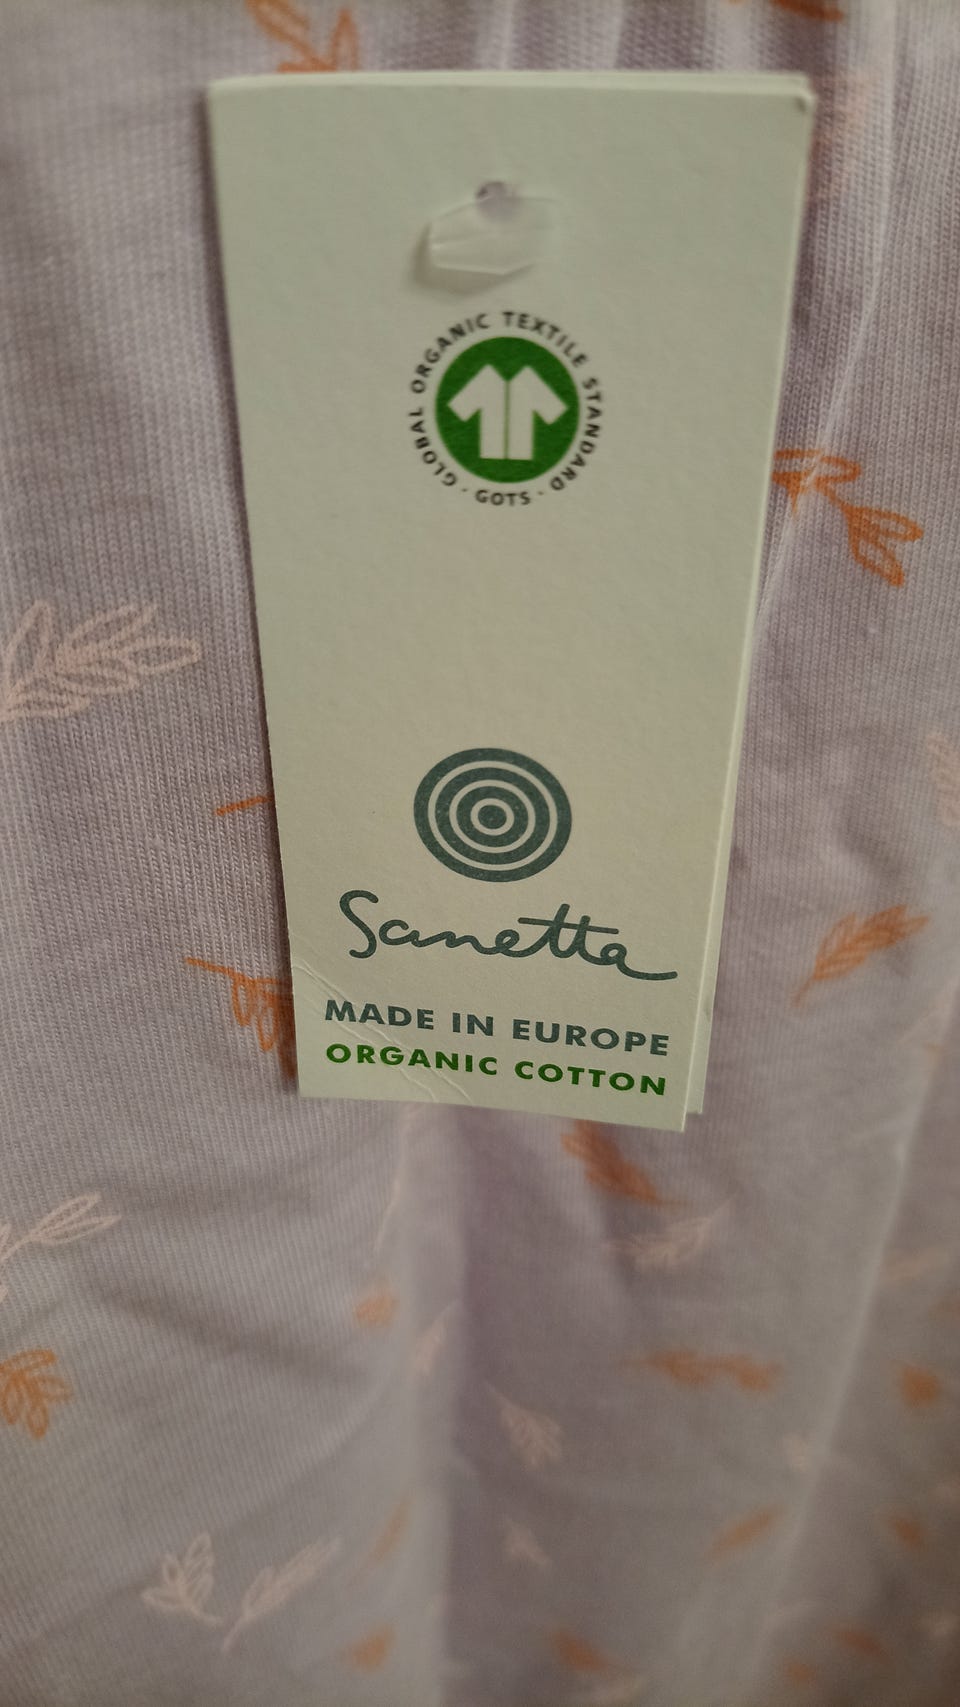 GLOBAL ORGANIC TEXTILE STANDARD · GOTS ·
Sanetta
MADE IN EUROPE
ORGANIC COTTON